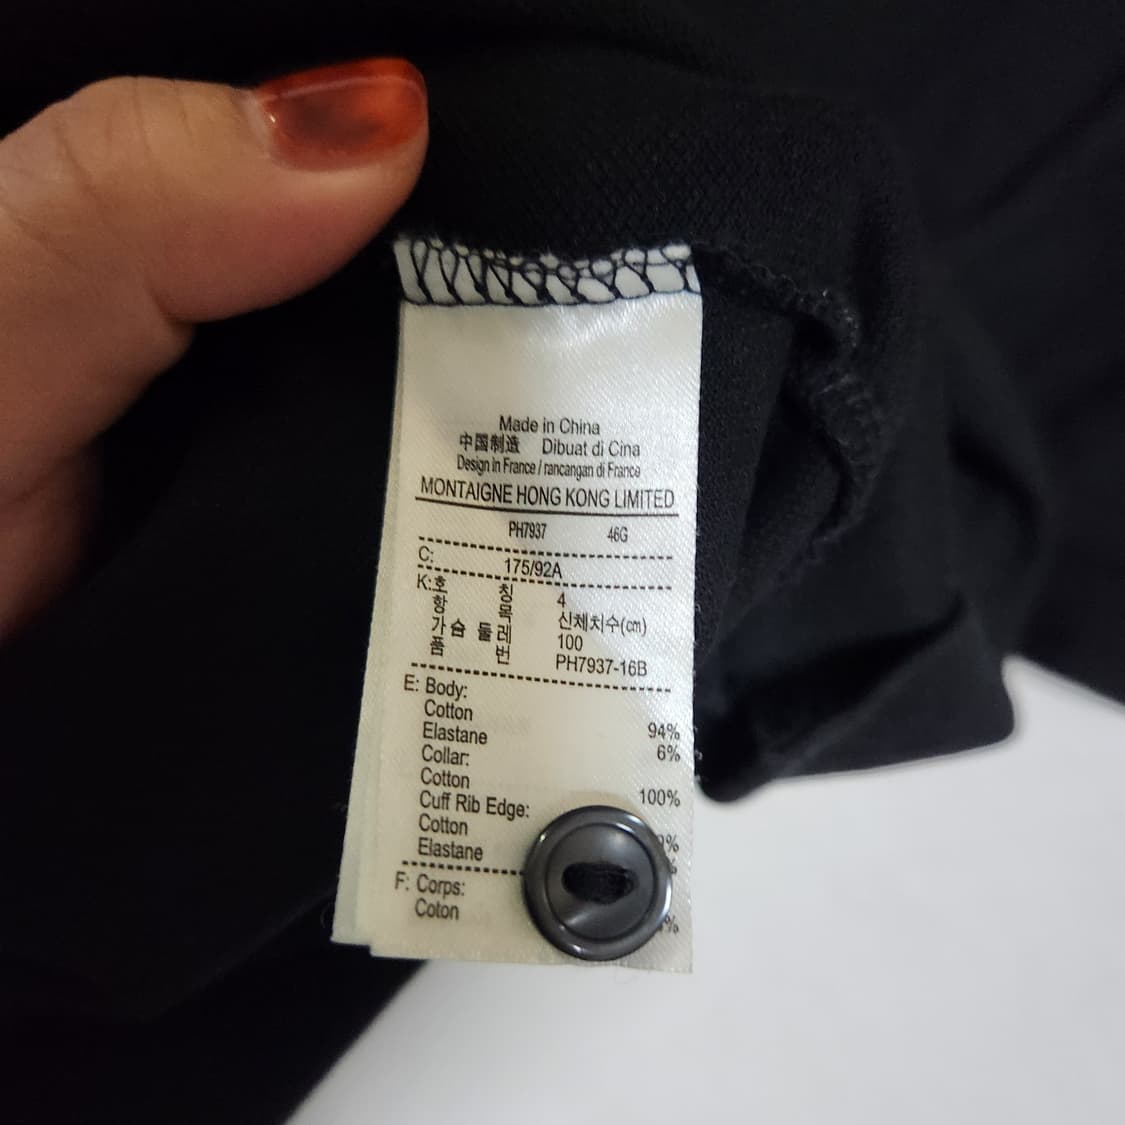 Made in China
中国制造 Dibuat di Cina
Design in France / rancangan di France
MONTAIGNE HONG KONG LIMITED
PH7937 46G
C: 175/92A
K:호 칭 4
항 목 신체치수(cm)
가슴 둘레 100
품 번 PH7937-16B
E: Body:
Cotton 94%
Elastane 6%
Collar:
Cotton 100%
Cuff Rib Edge:
Cotton %
Elastane %
F: Corps:
Coton %